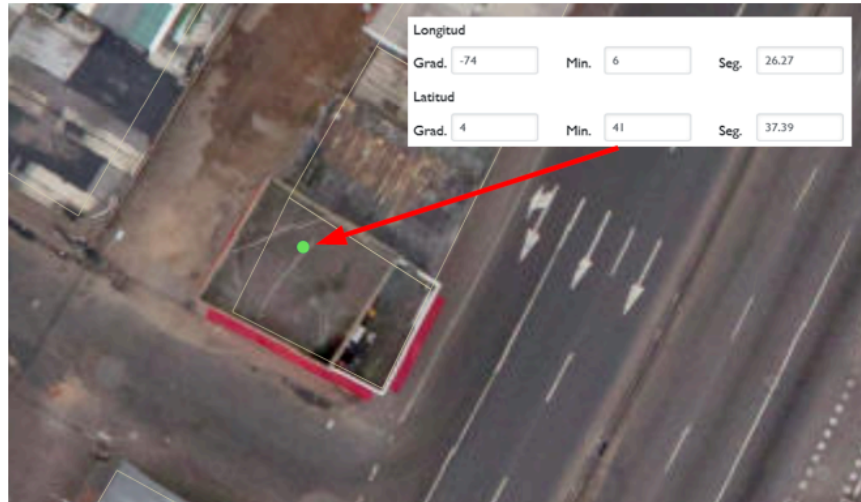 Longitud
Grad. -74 Min. 6 Seg. 26.27
Latitud
Grad. 4 Min. 41 Seg. 37.39